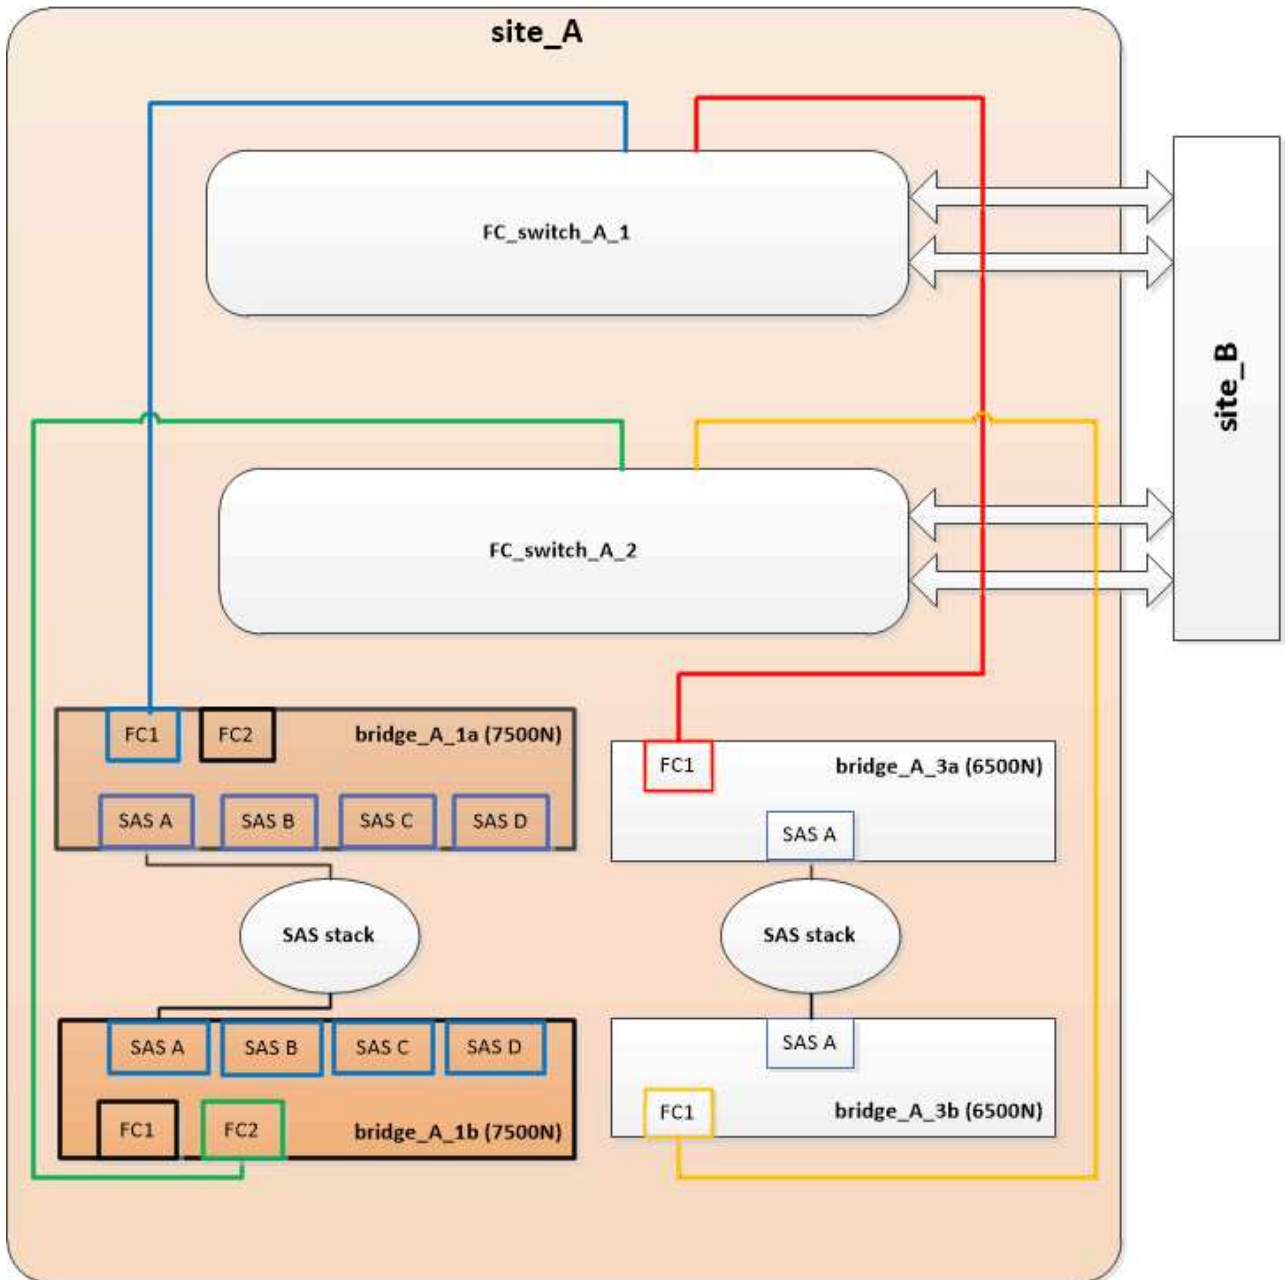 site_A
FC_switch_A_1
site_B
FC_switch_A_2
FC1
FC2
bridge_A_1a (7500N)
SAS A
SAS B
SAS C
SAS D
FC1
bridge_A_3a (6500N)
SAS A
SAS stack
SAS stack
SAS A
SAS B
SAS C
SAS D
FC1
FC2
bridge_A_1b (7500N)
SAS A
FC1
bridge_A_3b (6500N)